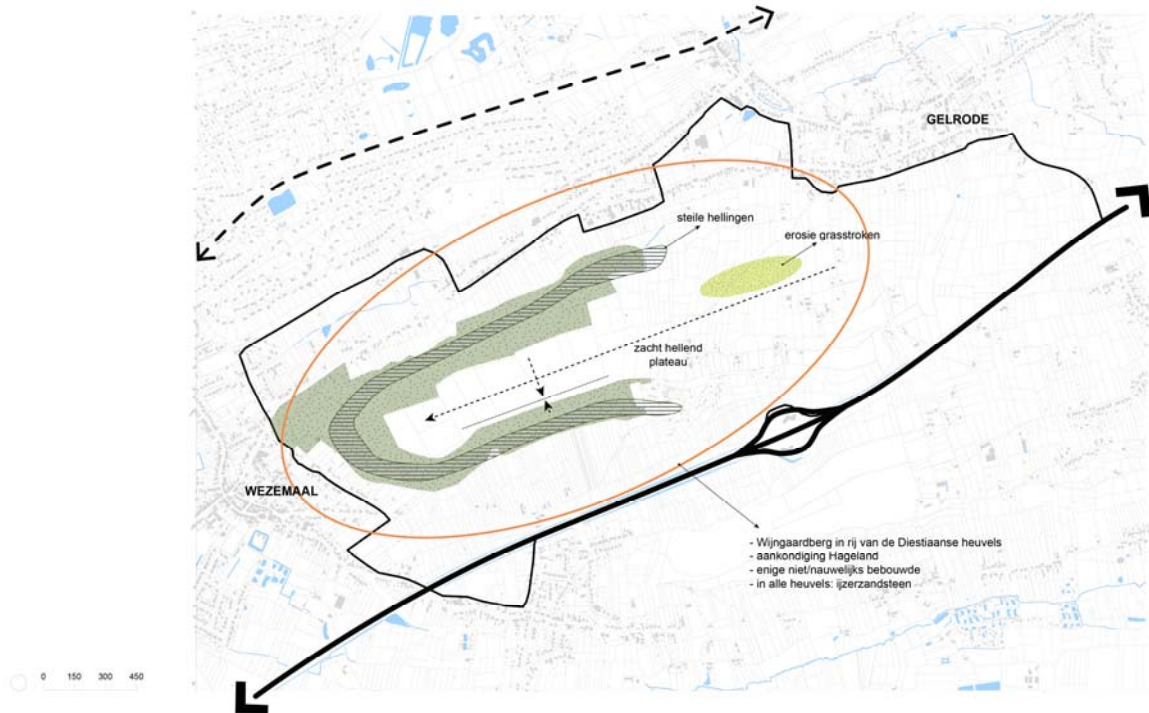 GELRODE
steile hellingen
erosie grasstroken
zacht hellend
plateau
WEZEMAAL
- Wijngaardberg in rij van de Diestiaanse heuvels
- aankondiging Hageland
- enige niet/nauwelijks bebouwde
- in alle heuvels: ijzerzandsteen
0 150 300 450